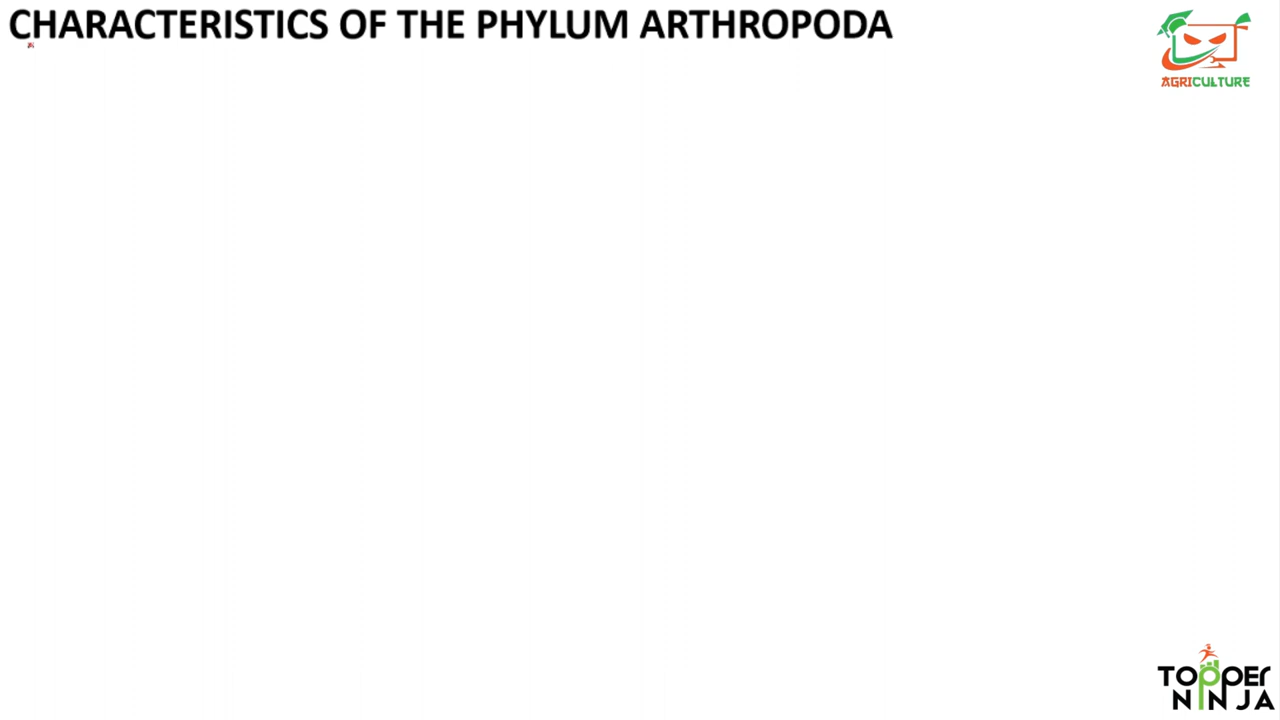 CHARACTERISTICS OF THE PHYLUM ARTHROPODA
AGRICULTURE
TOPPER
NINJA